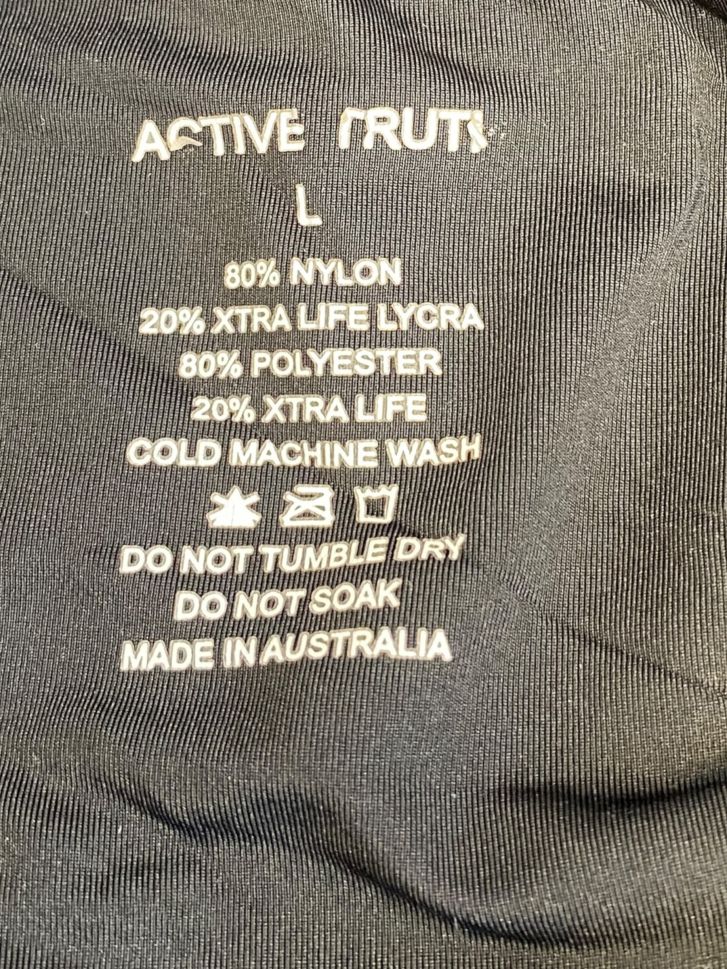 ACTIVE TRUTH
L
80% NYLON
20% XTRA LIFE LYCRA
80% POLYESTER
20% XTRA LIFE
COLD MACHINE WASH
DO NOT TUMBLE DRY
DO NOT SOAK
MADE IN AUSTRALIA